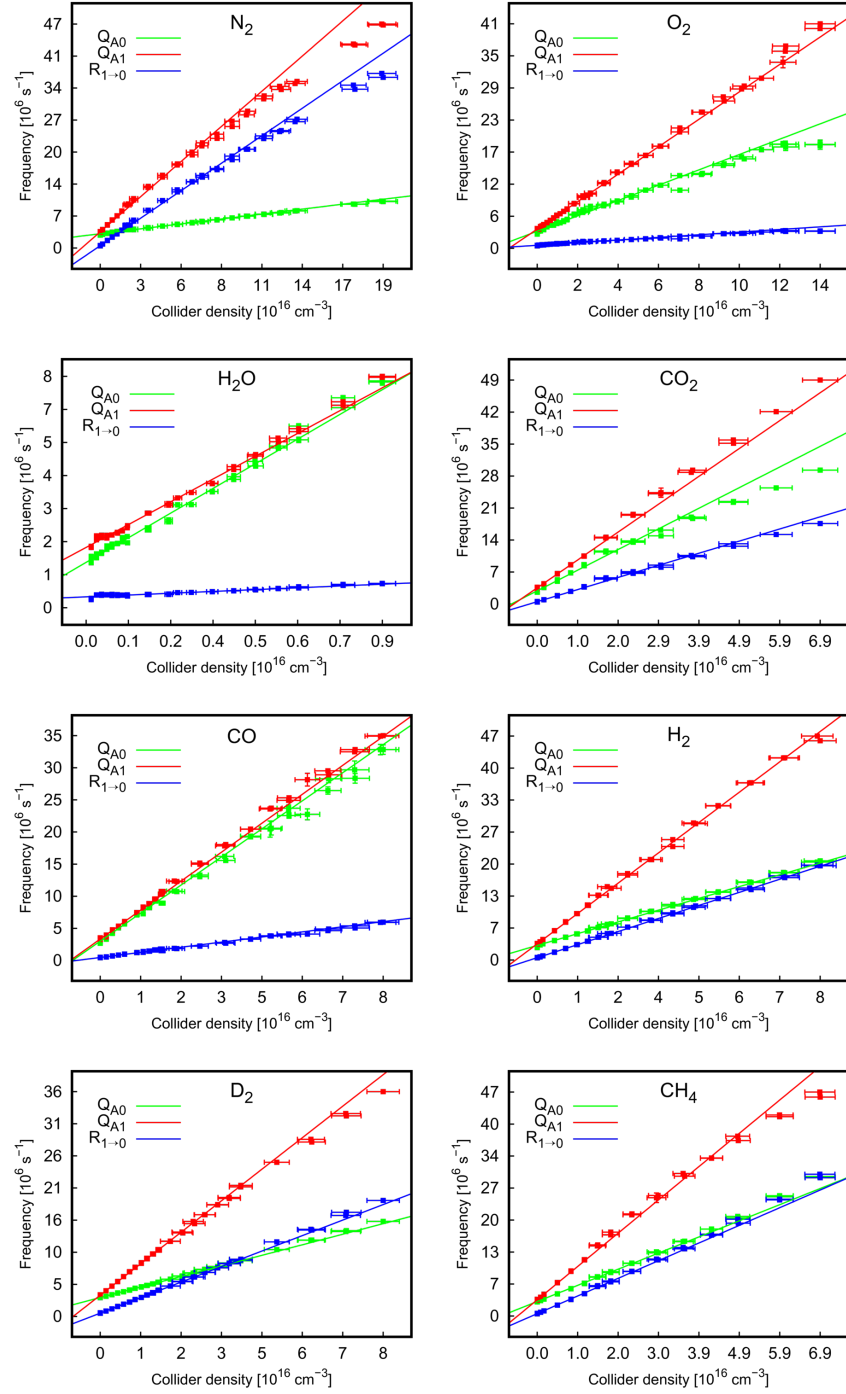 N2
QA0
QA1
R1→0
Frequency [10^6 s^−1]
47
41
34
27
20
14
7
0
0 3 6 8 11 14 17 19
Collider density [10^16 cm^−3]
O2
QA0
QA1
R1→0
Frequency [10^6 s^−1]
41
35
29
23
17
12
6
0
0 2 4 6 8 10 12 14
Collider density [10^16 cm^−3]
H2O
QA0
QA1
R1→0
Frequency [10^6 s^−1]
8
7
5
4
3
2
1
0
0.0 0.1 0.2 0.4 0.5 0.6 0.7 0.9
Collider density [10^16 cm^−3]
CO2
QA0
QA1
R1→0
Frequency [10^6 s^−1]
49
42
35
28
21
14
7
0
0.0 1.0 2.0 2.9 3.9 4.9 5.9 6.9
Collider density [10^16 cm^−3]
CO
QA0
QA1
R1→0
Frequency [10^6 s^−1]
35
30
25
20
15
10
5
0
0 1 2 3 5 6 7 8
Collider density [10^16 cm^−3]
H2
QA0
QA1
R1→0
Frequency [10^6 s^−1]
47
40
33
27
20
13
7
0
0 1 2 3 4 5 6 8
Collider density [10^16 cm^−3]
D2
QA0
QA1
R1→0
Frequency [10^6 s^−1]
36
31
26
21
16
10
5
0
0 1 2 3 5 6 7 8
Collider density [10^16 cm^−3]
CH4
QA0
QA1
R1→0
Frequency [10^6 s^−1]
47
40
34
27
20
13
7
0
0.0 1.0 2.0 3.0 3.9 4.9 5.9 6.9
Collider density [10^16 cm^−3]